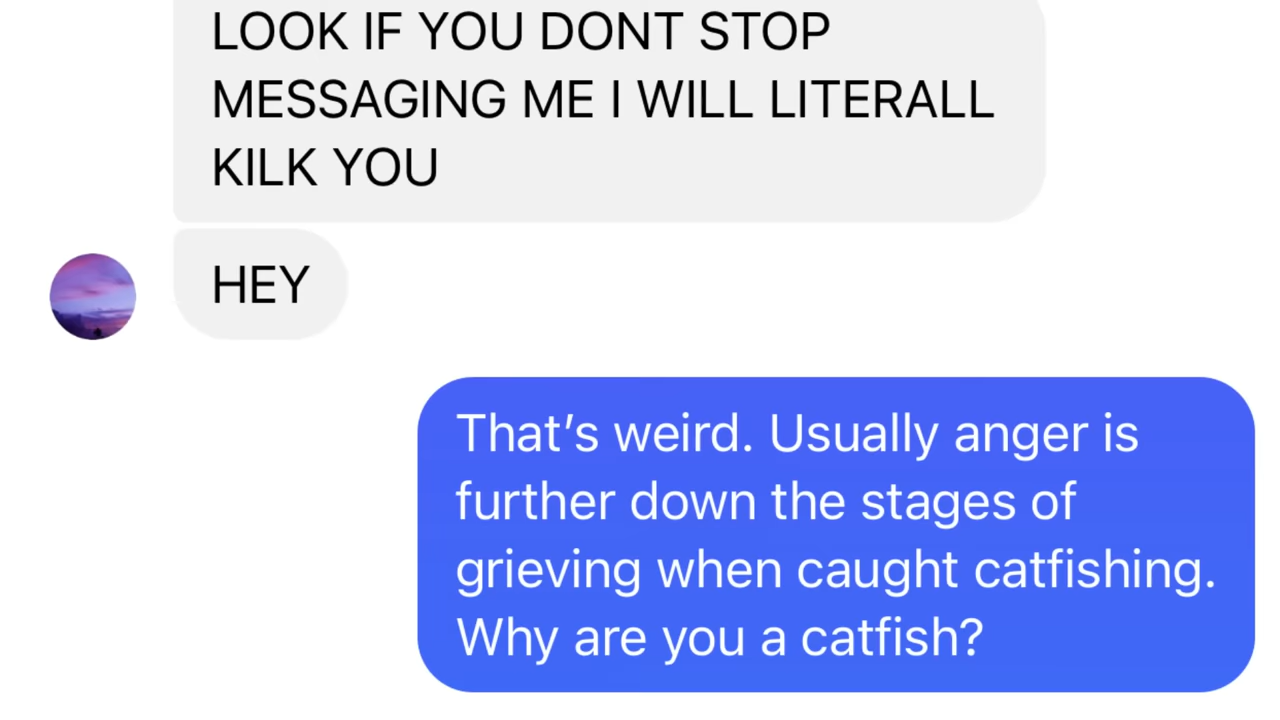 LOOK IF YOU DONT STOP
MESSAGING ME I WILL LITERALL
KILK YOU
HEY
That’s weird. Usually anger is
further down the stages of
grieving when caught catfishing.
Why are you a catfish?